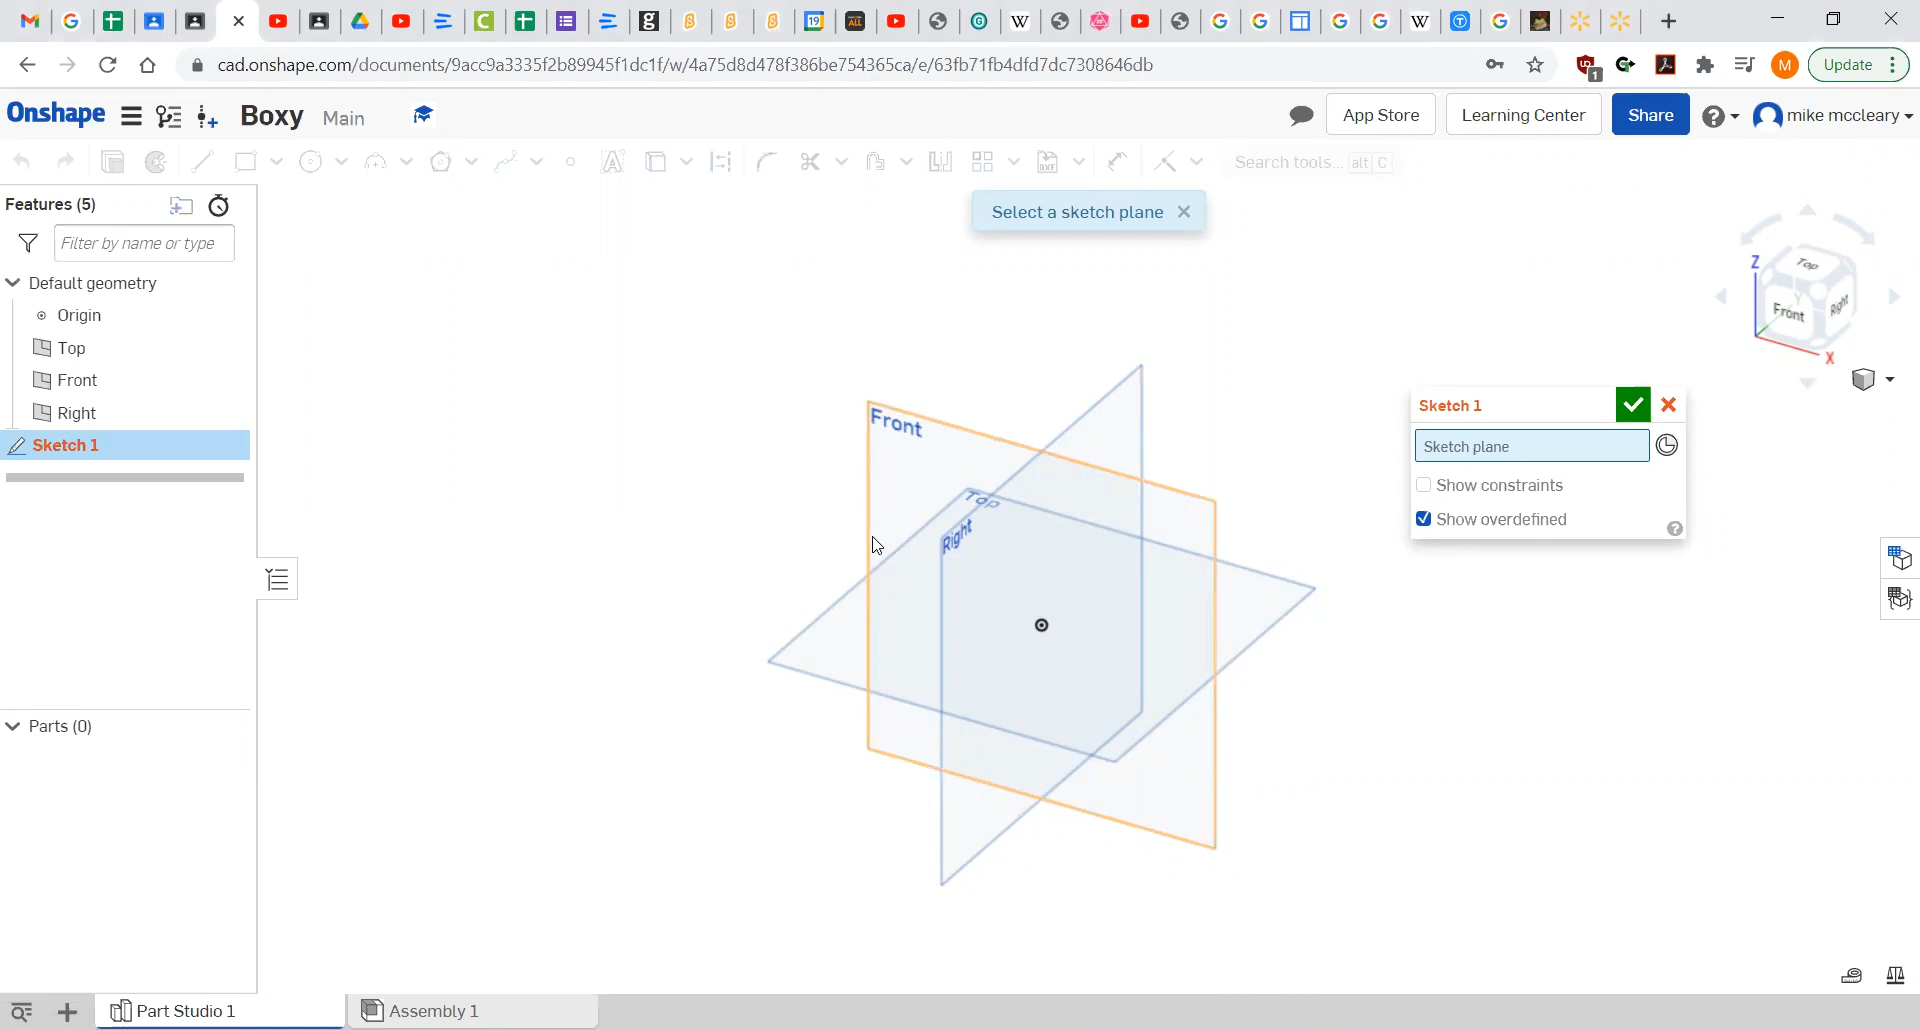 cad.onshape.com/documents/9acc9a3335f2b89945f1dc1f/w/4a75d8d478f386be754365ca/e/63fb71fb4dfd7dc7308646db
1
M
Update
Onshape
Boxy
Main
App Store
Learning Center
Share
mike mccleary
Search tools... alt C
Features (5)
Filter by name or type
Default geometry
Origin
Top
Front
Right
Sketch 1
Parts (0)
Select a sketch plane
Front
Top
Right
Z
Top
Y
Front
Right
X
Sketch 1
Sketch plane
Show constraints
Show overdefined
Part Studio 1
Assembly 1